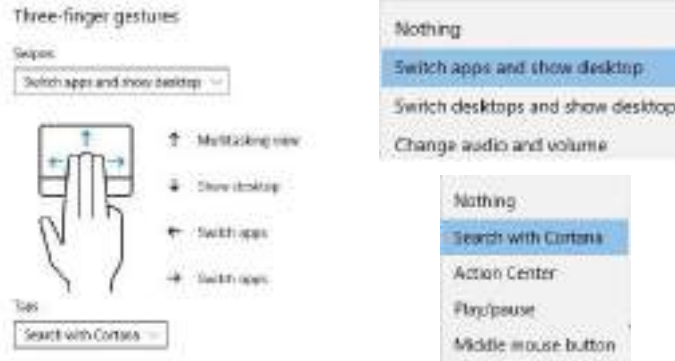 Three-finger gestures
Swipes
Switch apps and show desktop
↑ Multitasking view
↓ Show desktop
← Switch apps
→ Switch apps
Taps
Search with Cortana
Nothing
Switch apps and show desktop
Switch desktops and show desktop
Change audio and volume
Nothing
Search with Cortana
Action Center
Play/pause
Middle mouse button